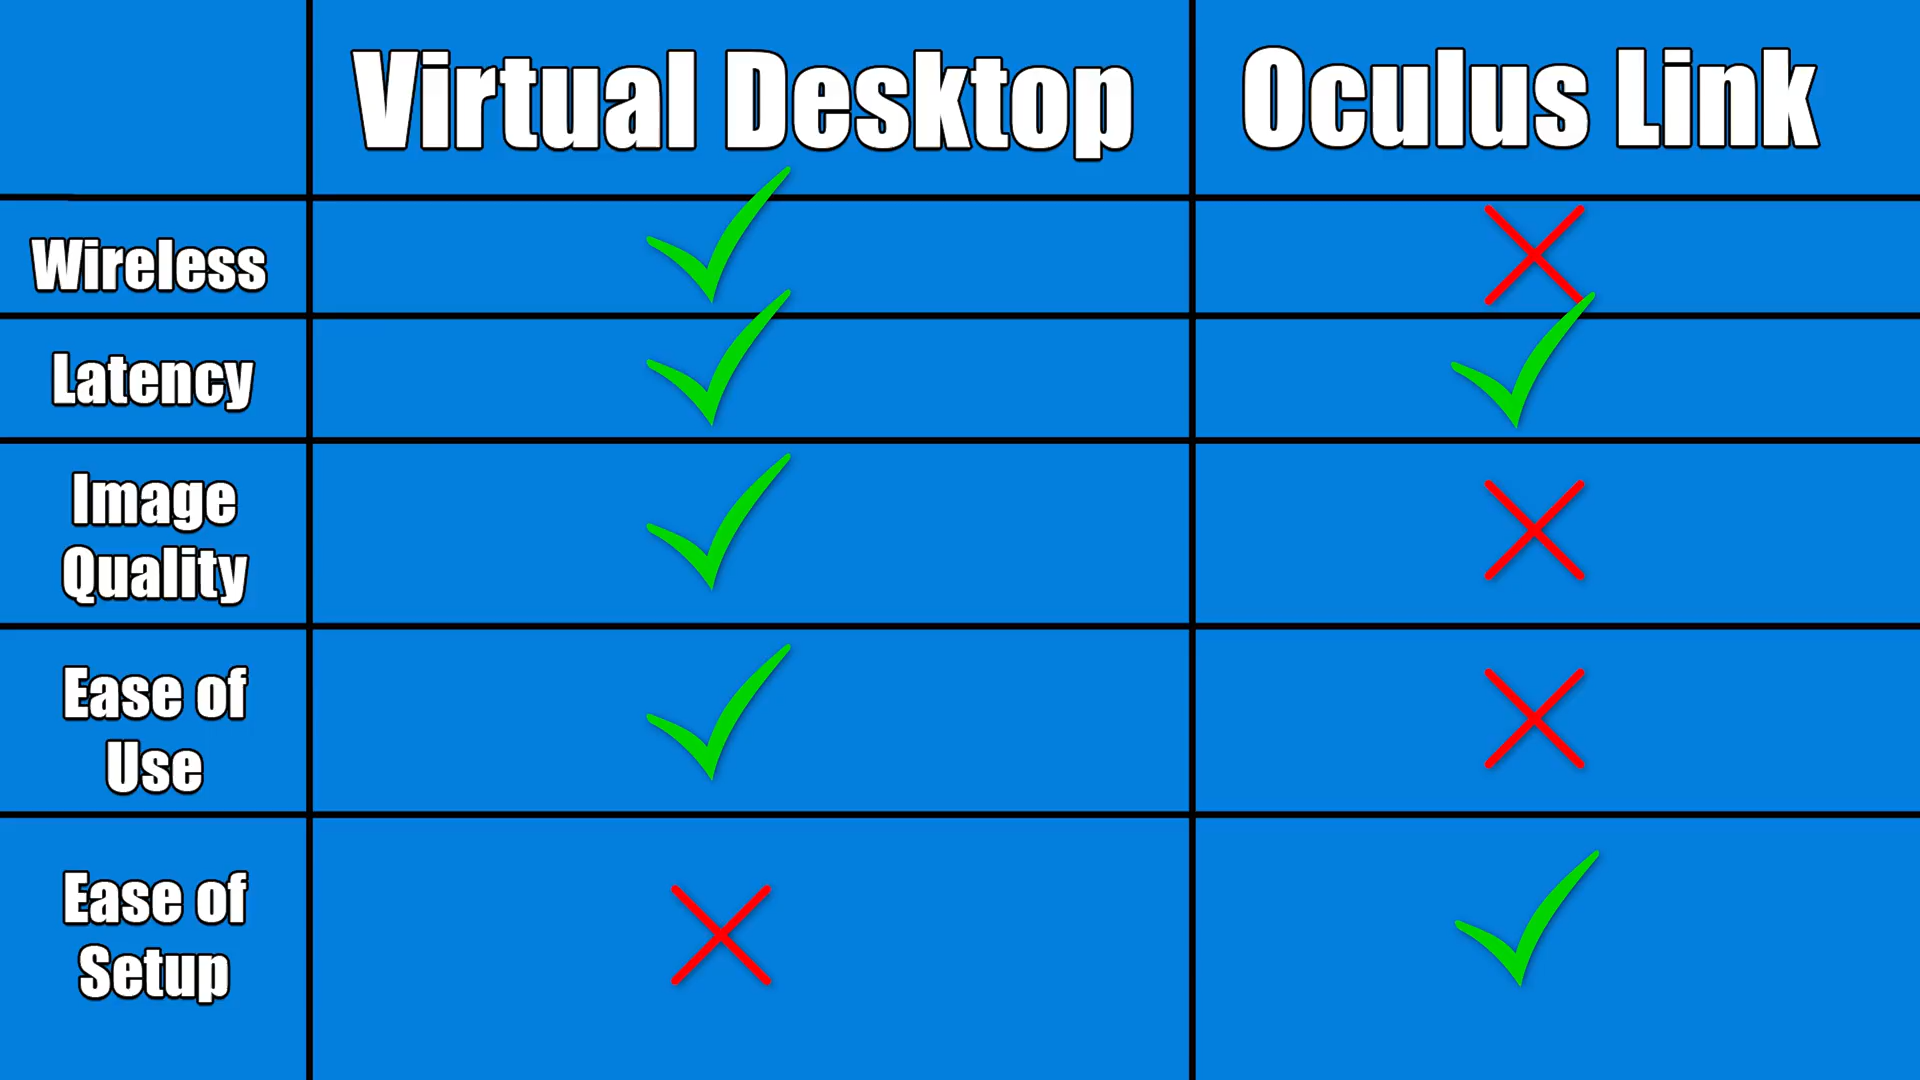 Virtual Desktop
Oculus Link
Wireless
Latency
Image
Quality
Ease of
Use
Ease of
Setup